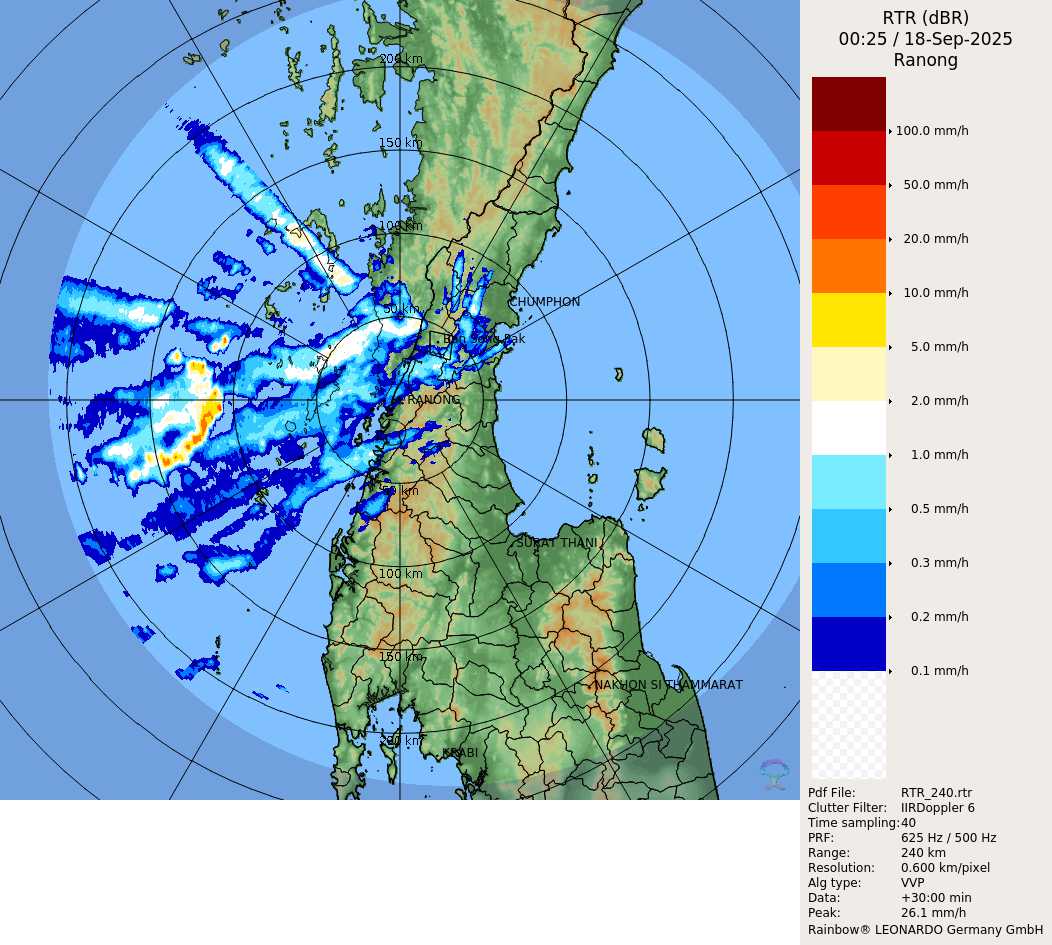 RTR (dBR)
00:25 / 18-Sep-2025
Ranong
200 km
150 km
100 km
50 km
CHUMPHON
Ban Song Pak
RANONG
50 km
SURAT THANI
100 km
150 km
NAKHON SI THAMMARAT
200 km
KRABI
100.0 mm/h
50.0 mm/h
20.0 mm/h
10.0 mm/h
5.0 mm/h
2.0 mm/h
1.0 mm/h
0.5 mm/h
0.3 mm/h
0.2 mm/h
0.1 mm/h
Pdf File: RTR_240.rtr
Clutter Filter: IIRDoppler 6
Time sampling: 40
PRF: 625 Hz / 500 Hz
Range: 240 km
Resolution: 0.600 km/pixel
Alg type: VVP
Data: +30:00 min
Peak: 26.1 mm/h
Rainbow® LEONARDO Germany GmbH